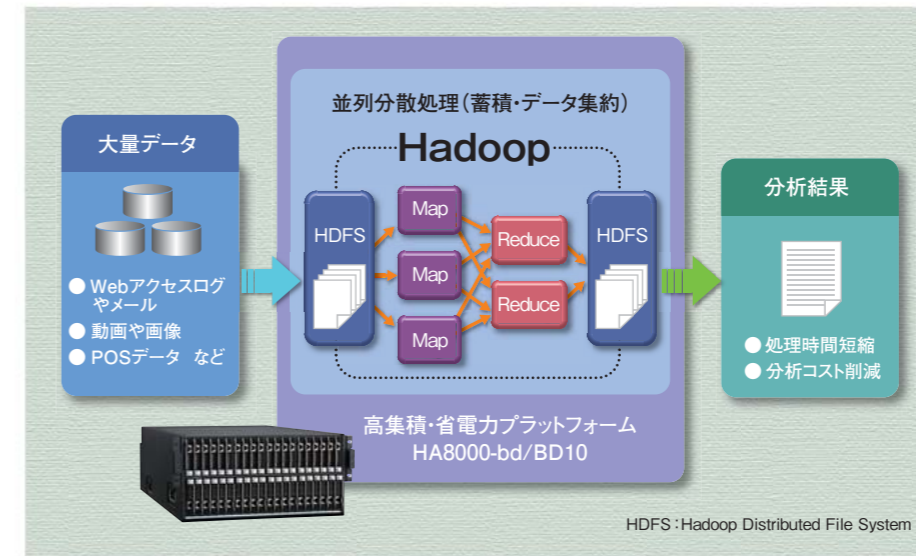 並列分散処理（蓄積・データ集約）
Hadoop
大量データ
Webアクセスログ
やメール
動画や画像
POSデータ など
HDFS
Map
Map
Map
Reduce
Reduce
HDFS
分析結果
処理時間短縮
分析コスト削減
高集積・省電力プラットフォーム
HA8000-bd/BD10
HDFS：Hadoop Distributed File System